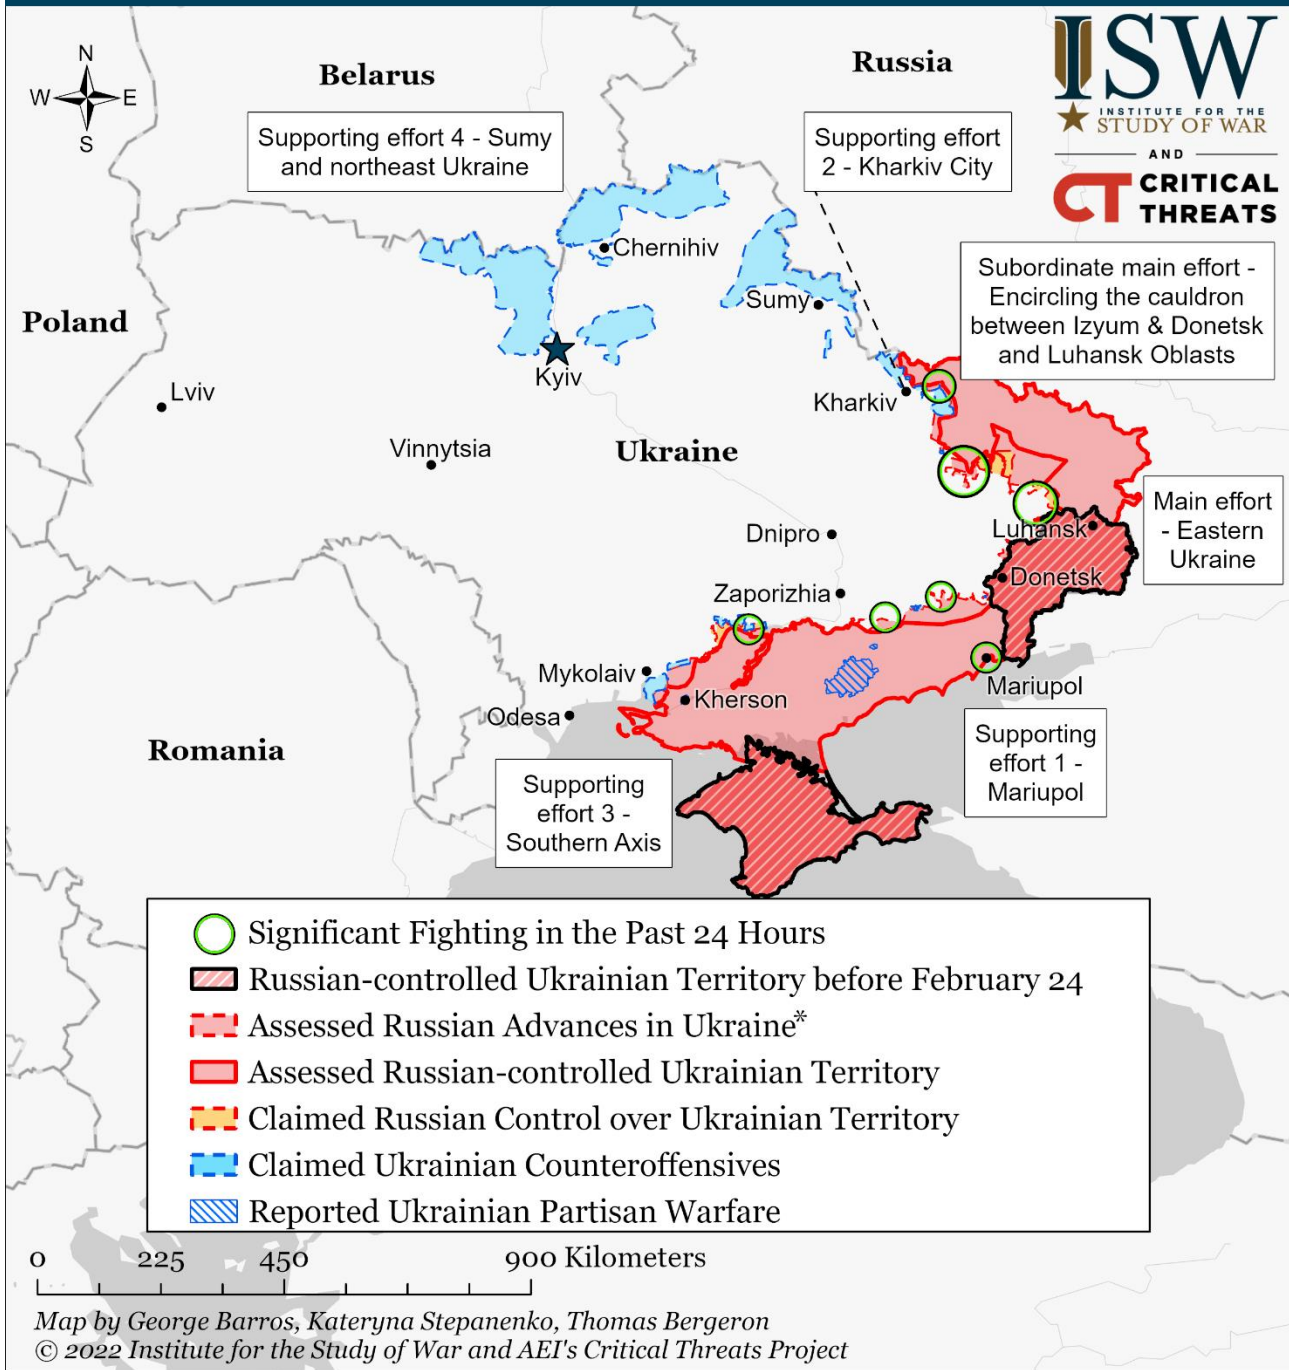 N
W
E
S
Belarus
Russia
ISW
INSTITUTE FOR THE
STUDY OF WAR
AND
CT CRITICAL
THREATS
Supporting effort 4 - Sumy
and northeast Ukraine
Supporting effort
2 - Kharkiv City
Subordinate main effort -
Encircling the cauldron
between Izyum & Donetsk
and Luhansk Oblasts
Chernihiv
Sumy
Poland
Kyiv
Lviv
Kharkiv
Vinnytsia
Ukraine
Main effort
- Eastern
Ukraine
Dnipro
Luhansk
Donetsk
Zaporizhia
Mykolaiv
Mariupol
Kherson
Odesa
Romania
Supporting
effort 1 -
Mariupol
Supporting
effort 3 -
Southern Axis
Significant Fighting in the Past 24 Hours
Russian-controlled Ukrainian Territory before February 24
Assessed Russian Advances in Ukraine*
Assessed Russian-controlled Ukrainian Territory
Claimed Russian Control over Ukrainian Territory
Claimed Ukrainian Counteroffensives
Reported Ukrainian Partisan Warfare
0 225 450 900 Kilometers
Map by George Barros, Kateryna Stepanenko, Thomas Bergeron
© 2022 Institute for the Study of War and AEI's Critical Threats Project